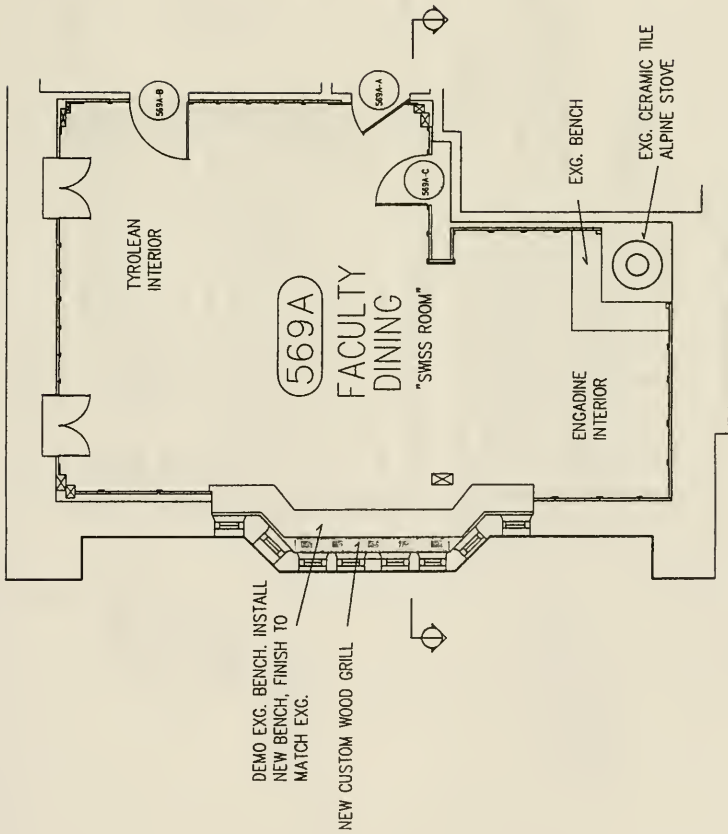 569A-B
569A-A
569A-C
TYROLEAN
INTERIOR
569A
FACULTY
DINING
"SWISS ROOM"
EXG. BENCH
EXG. CERAMIC TILE
ALPINE STOVE
ENGADINE
INTERIOR
DEMO EXG. BENCH. INSTALL
NEW BENCH, FINISH TO
MATCH EXG.
NEW CUSTOM WOOD GRILL